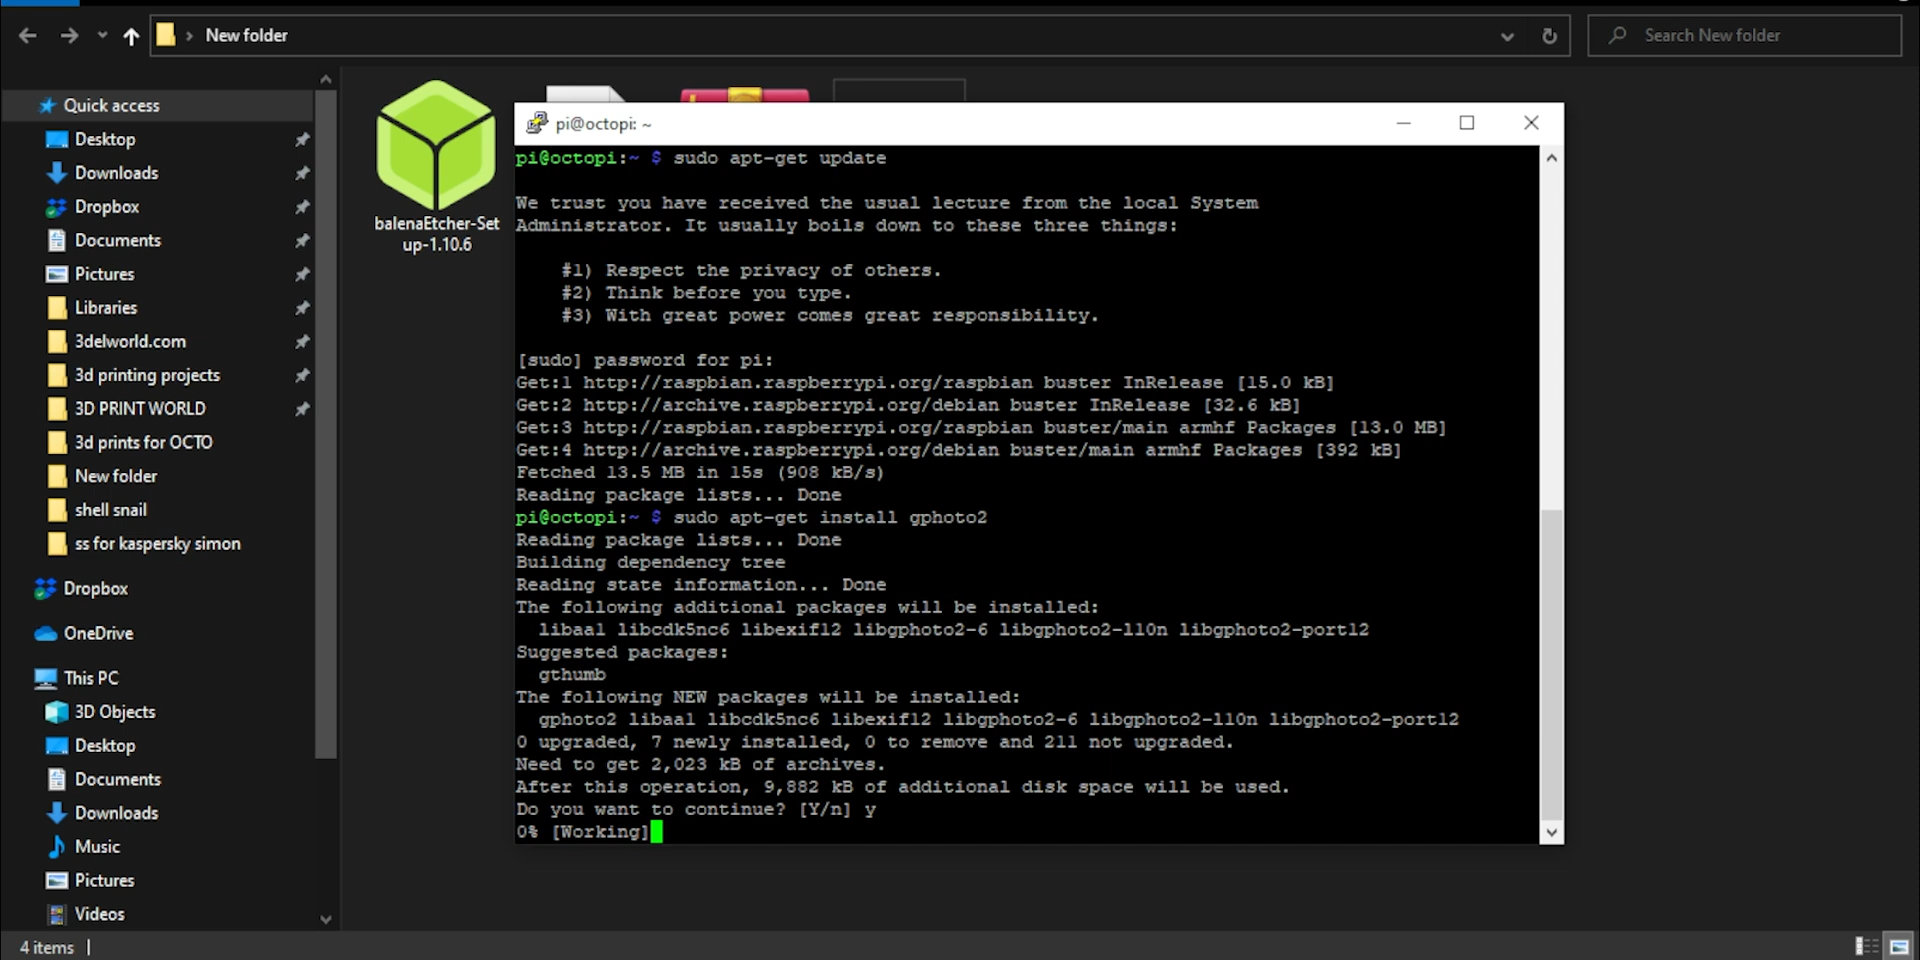 New folder
Search New folder
Quick access
Desktop
Downloads
Dropbox
Documents
Pictures
Libraries
3delworld.com
3d printing projects
3D PRINT WORLD
3d prints for OCTO
New folder
shell snail
ss for kaspersky simon
Dropbox
OneDrive
This PC
3D Objects
Desktop
Documents
Downloads
Music
Pictures
Videos
4 items
balenaEtcher-Set
up-1.10.6
pi@octopi: ~
pi@octopi:~ $ sudo apt-get update
We trust you have received the usual lecture from the local System
Administrator. It usually boils down to these three things:
#1) Respect the privacy of others.
#2) Think before you type.
#3) With great power comes great responsibility.
[sudo] password for pi:
Get:1 http://raspbian.raspberrypi.org/raspbian buster InRelease [15.0 kB]
Get:2 http://archive.raspberrypi.org/debian buster InRelease [32.6 kB]
Get:3 http://raspbian.raspberrypi.org/raspbian buster/main armhf Packages [13.0 MB]
Get:4 http://archive.raspberrypi.org/debian buster/main armhf Packages [392 kB]
Fetched 13.5 MB in 15s (908 kB/s)
Reading package lists... Done
pi@octopi:~ $ sudo apt-get install gphoto2
Reading package lists... Done
Building dependency tree
Reading state information... Done
The following additional packages will be installed:
libaa1 libcdk5nc6 libexif12 libgphoto2-6 libgphoto2-l10n libgphoto2-port12
Suggested packages:
gthumb
The following NEW packages will be installed:
gphoto2 libaa1 libcdk5nc6 libexif12 libgphoto2-6 libgphoto2-l10n libgphoto2-port12
0 upgraded, 7 newly installed, 0 to remove and 211 not upgraded.
Need to get 2,023 kB of archives.
After this operation, 9,882 kB of additional disk space will be used.
Do you want to continue? [Y/n] y
0% [Working]